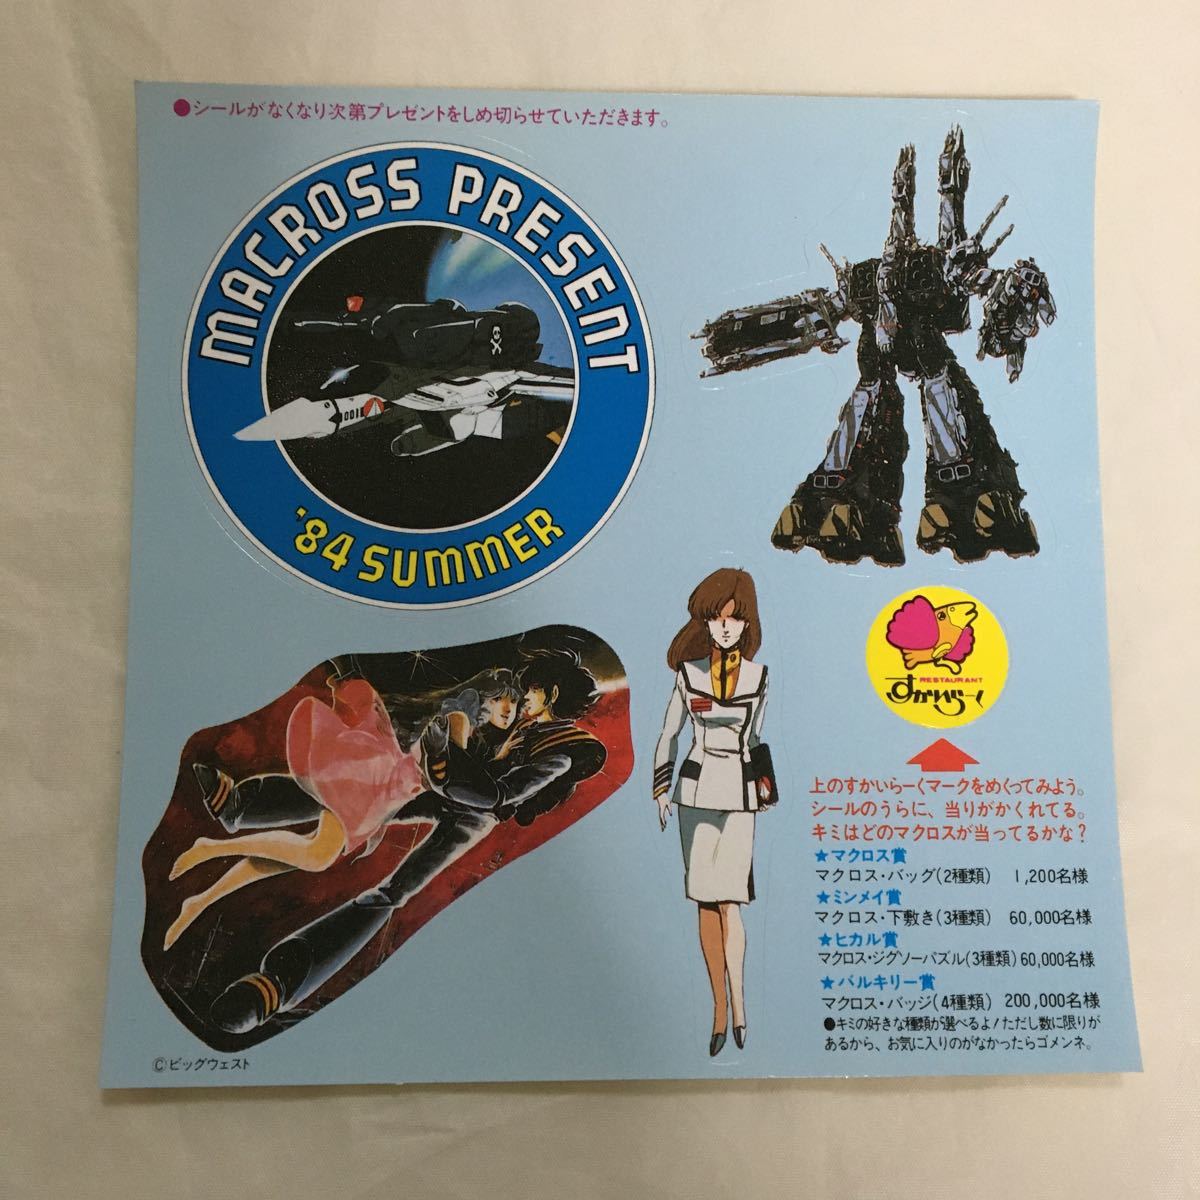 ●シールがなくなり次第プレゼントをしめ切らせていただきます。
MACROSS PRESENT
001
'84 SUMMER
RESTAURANT
すかいらーく
上のすかいらーくマークをめくってみよう。
シールのうらに、当りがかくれてる。
キミはどのマクロスが当ってるかな?
★マクロス賞
マクロス・バッグ(2種類) 1,200名様
★ミンメイ賞
マクロス・下敷き(3種類) 60,000名様
★ヒカル賞
マクロス・ジグソーパズル(3種類)60,000名様
★バルキリー賞
マクロス・バッジ(4種類) 200,000名様
●キミの好きな種類が選べるよ!ただし数に限りが
あるから、お気に入りのがなかったらゴメンネ。
©ビッグウェスト